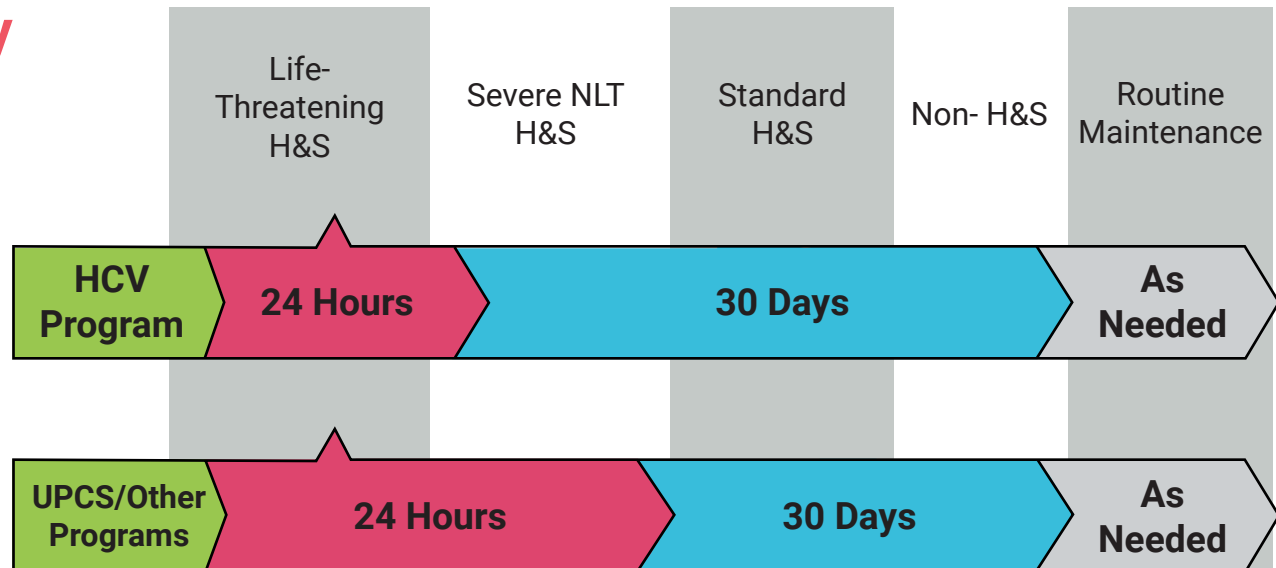 y
Life-
Threatening
H&S
Severe NLT
H&S
Standard
H&S
Non- H&S
Routine
Maintenance
HCV
Program
24 Hours
30 Days
As
Needed
UPCS/Other
Programs
24 Hours
30 Days
As
Needed